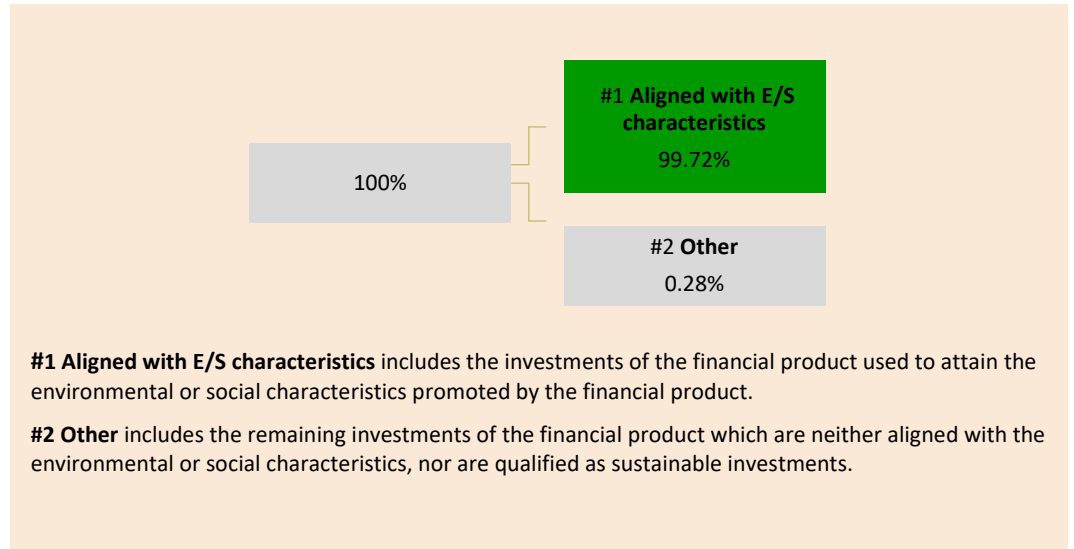 #1 Aligned with E/S
characteristics
99.72%
100%
#2 Other
0.28%
#1 Aligned with E/S characteristics includes the investments of the financial product used to attain the
environmental or social characteristics promoted by the financial product.
#2 Other includes the remaining investments of the financial product which are neither aligned with the
environmental or social characteristics, nor are qualified as sustainable investments.